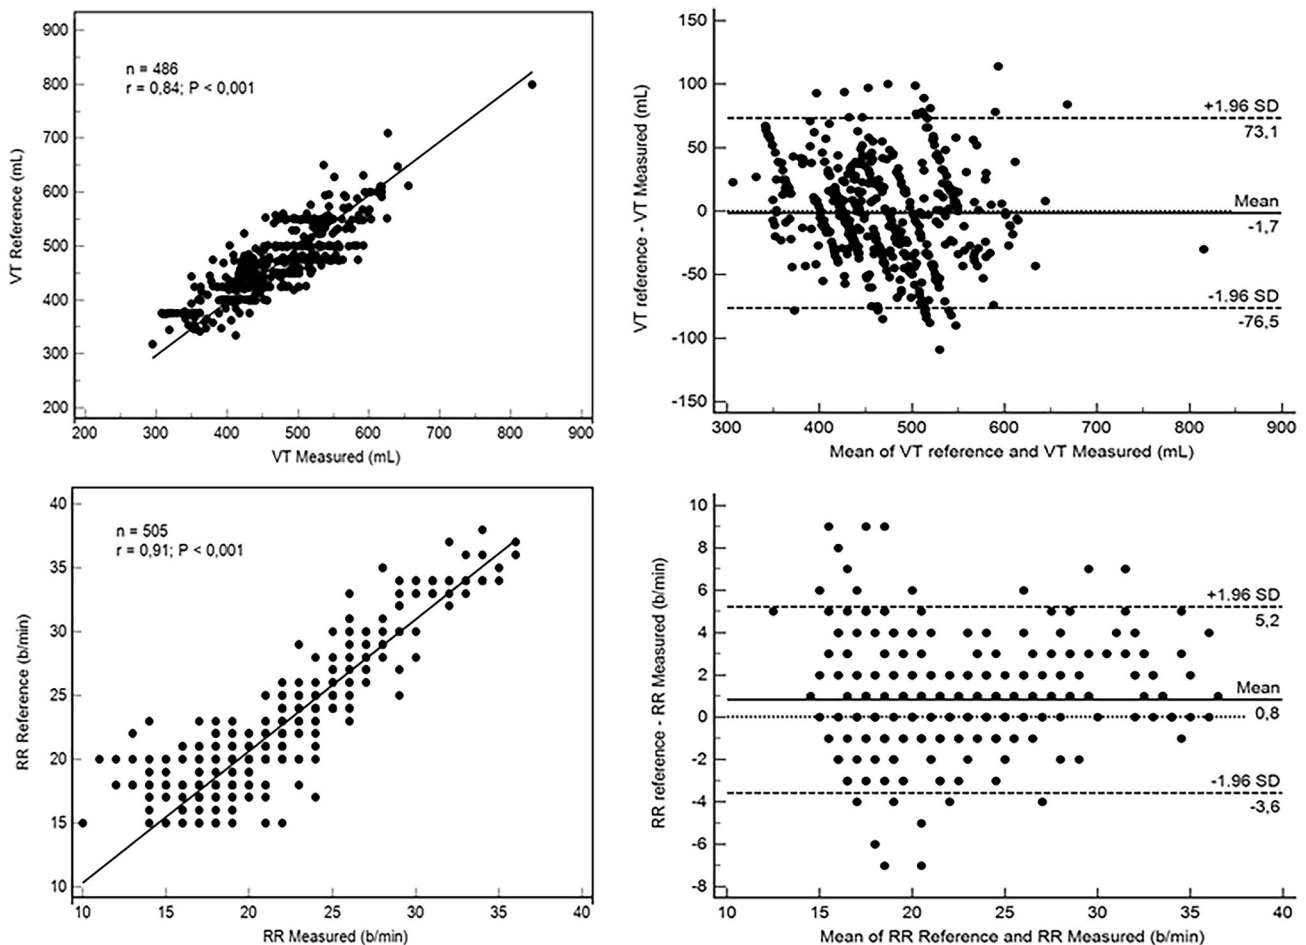 900
800
700
600
500
400
300
200
VT Reference (mL)
n = 486
r = 0,84; P < 0,001
200 300 400 500 600 700 800 900
VT Measured (mL)
150
100
50
0
-50
-100
-150
VT reference - VT Measured (mL)
+1.96 SD
73,1
Mean
-1,7
-1.96 SD
-76,5
300 400 500 600 700 800 900
Mean of VT reference and VT Measured (mL)
40
35
30
25
20
15
10
RR Reference (b/min)
n = 505
r = 0,91; P < 0,001
10 15 20 25 30 35 40
RR Measured (b/min)
10
8
6
4
2
0
-2
-4
-6
-8
RR reference - RR Measured (b/min)
+1.96 SD
5,2
Mean
0,8
-1.96 SD
-3,6
10 15 20 25 30 35 40
Mean of RR Reference and RR Measured (b/min)